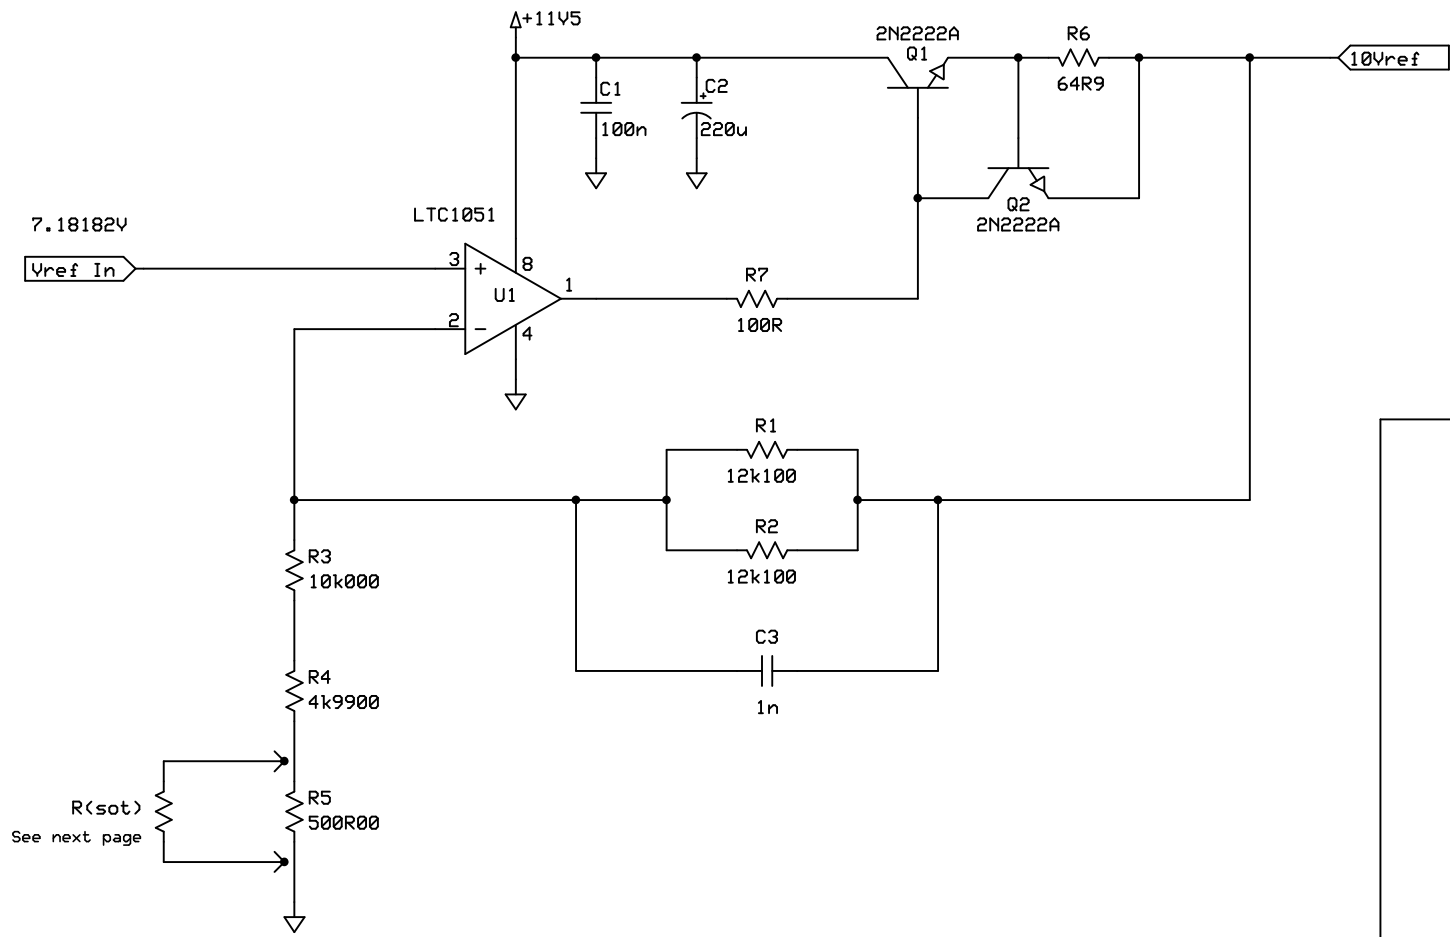 +11V5
2N2222A
Q1
R6
64R9
10Vref
C1
100n
C2
+
220u
Q2
2N2222A
7.18182V
Vref In
LTC1051
3
+
8
U1
1
2
−
4
R7
100R
R1
12k100
R2
12k100
C3
1n
R3
10k000
R4
4k9900
R(sot)
See next page
R5
500R00